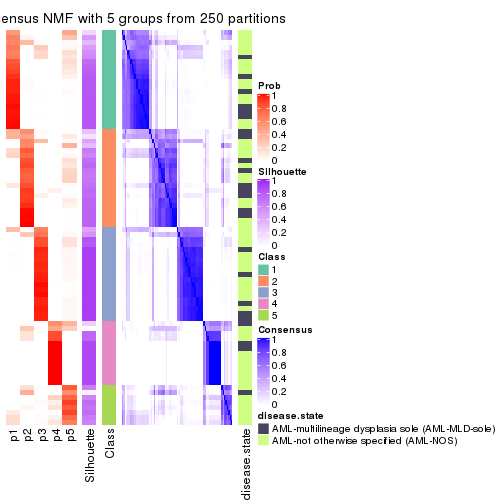 ensus NMF with 5 groups from 250 partitions
Prob
1
0.8
0.6
0.4
0.2
0
Silhouette
1
0.8
0.6
0.4
0.2
0
Class
1
2
3
4
5
Consensus
1
0.8
0.6
0.4
0.2
0
disease.state
AML-multilineage dysplasia sole (AML-MLD-sole)
AML-not otherwise specified (AML-NOS)
p1
p2
p3
p4
p5
Silhouette
Class
disease.state